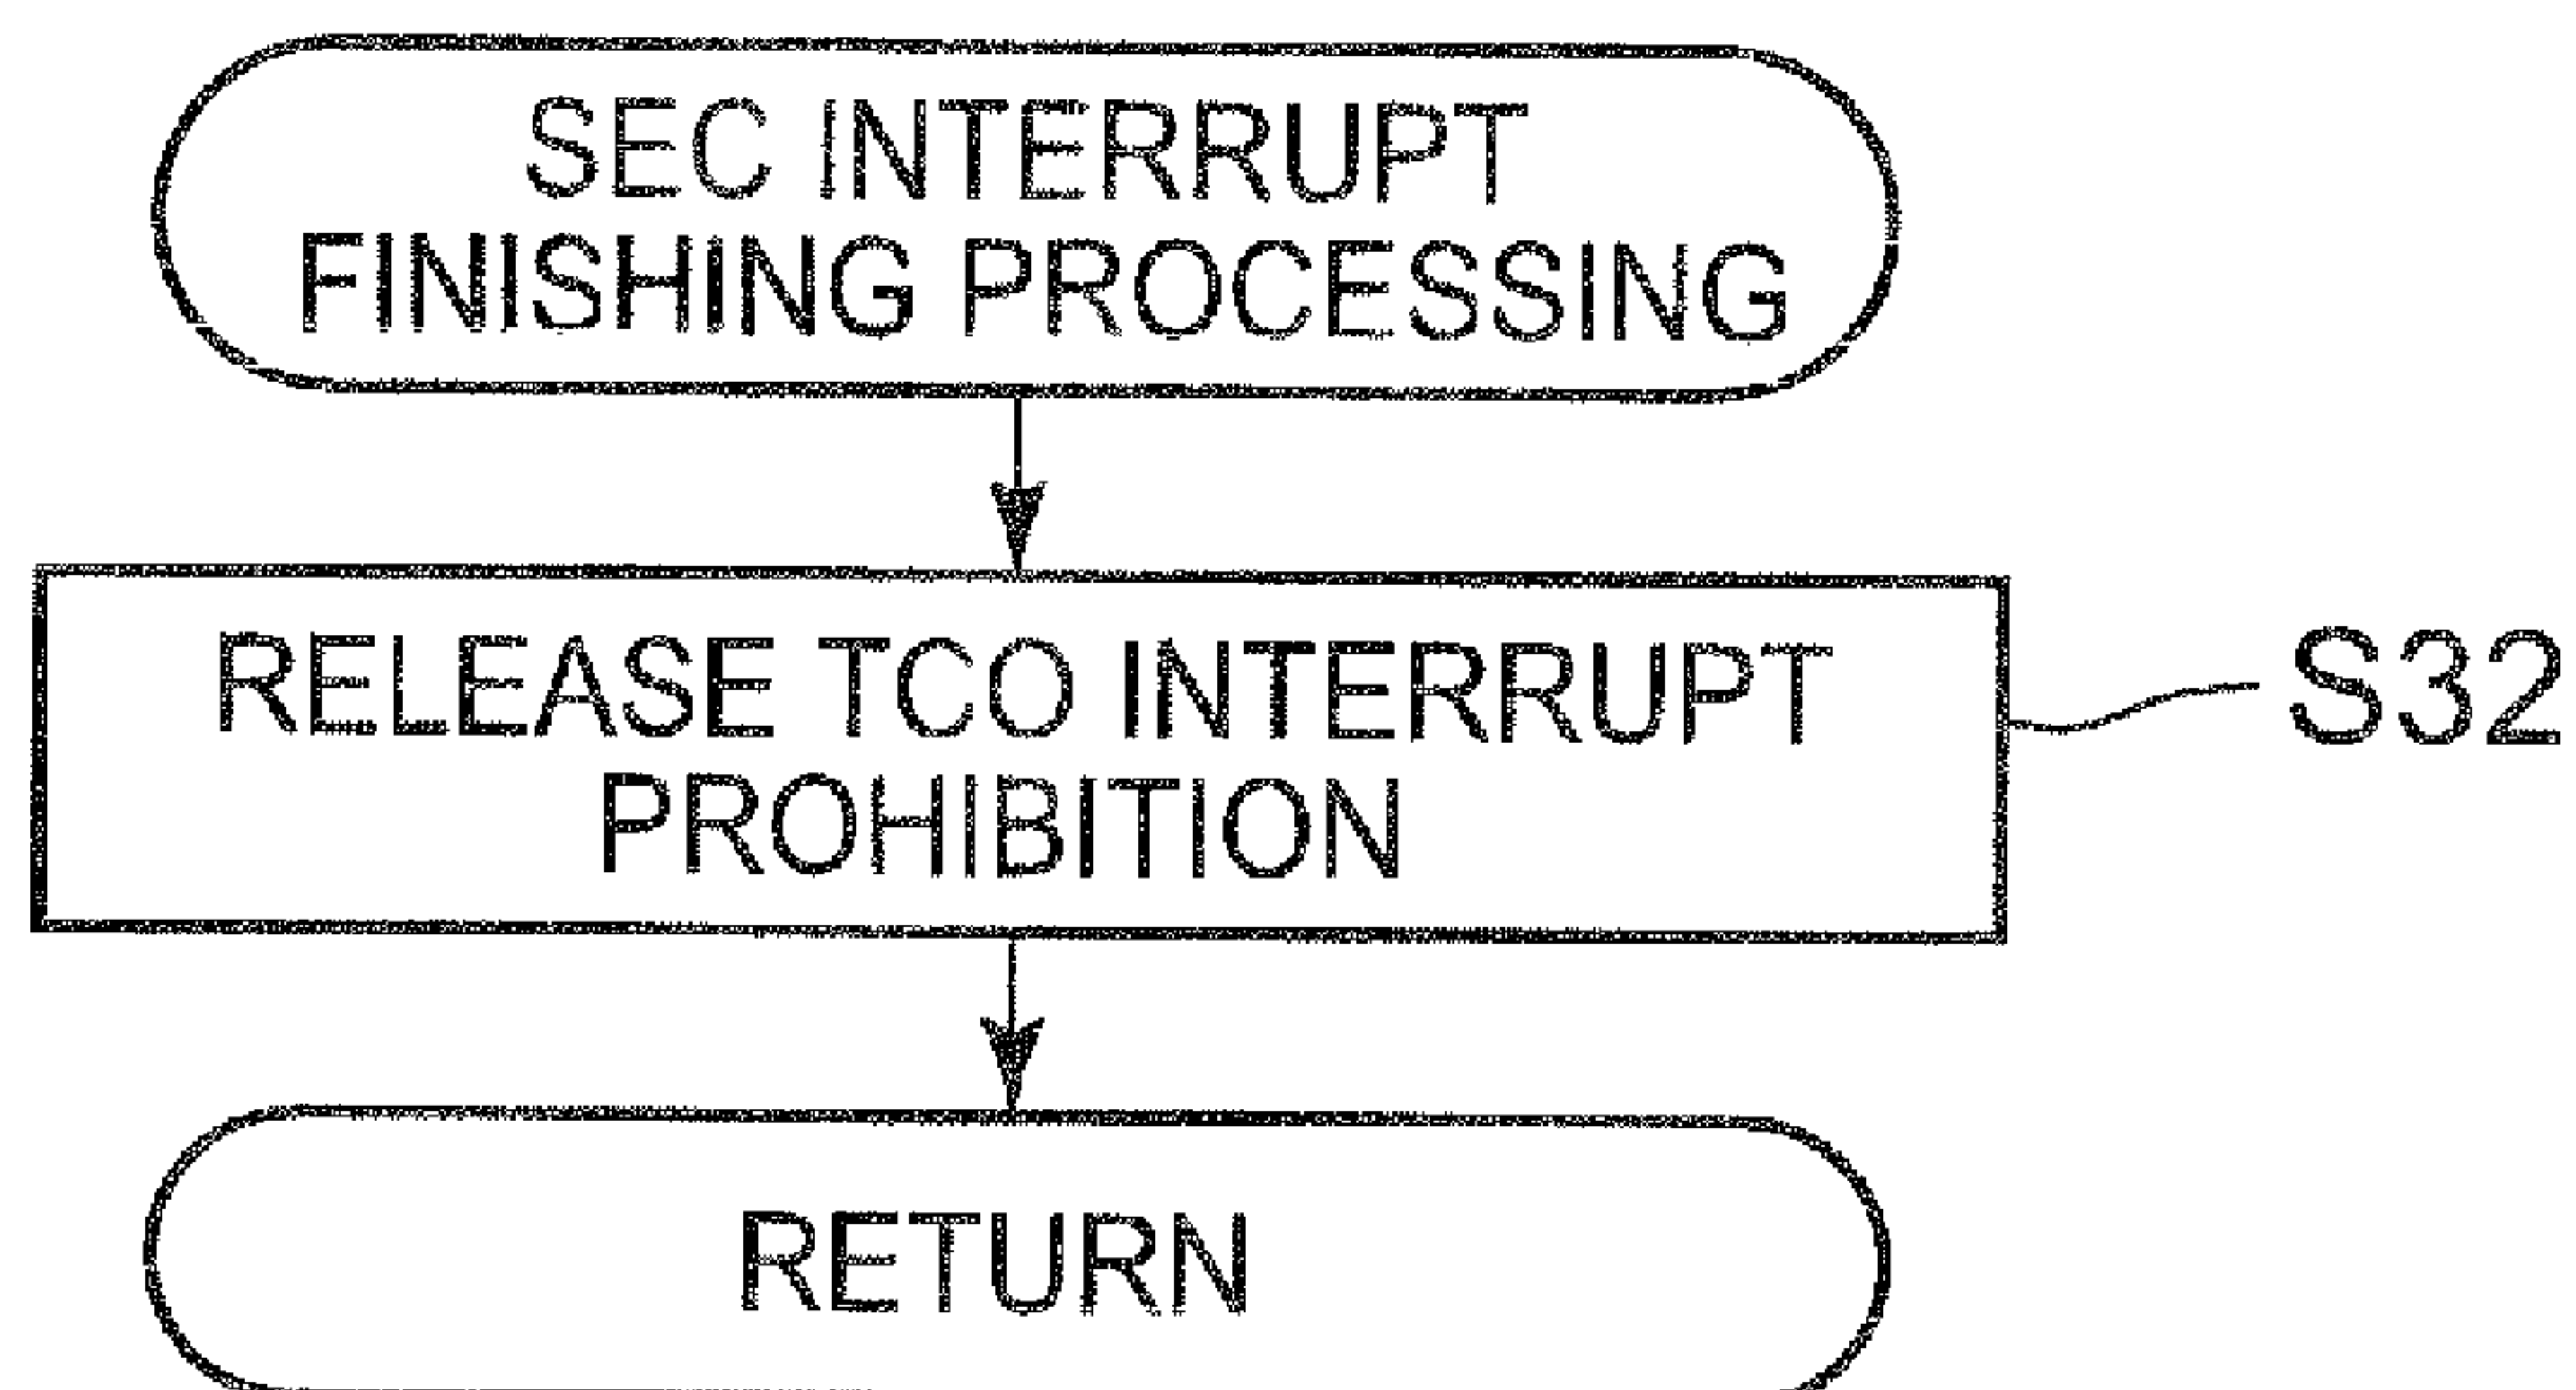 SEC INTERRUPT
FINISHING PROCESSING
RELEASE TCO INTERRUPT
PROHIBITION
S32
RETURN